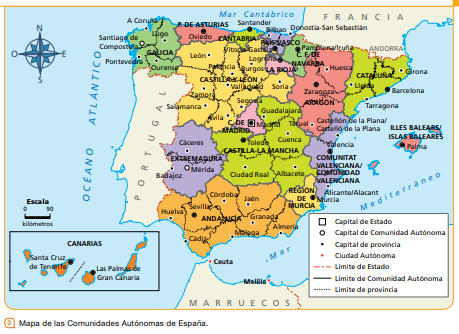 Mar Cantábrico
FRANCIA
A Coruña
Lugo
Santiago de
Compostela
GALICIA
Pontevedra
Ourense
P. DE ASTURIAS
Oviedo
Santander
CANTABRIA
Bilbao
Donostia-San Sebastián
PAÍS VASCO
Vitoria-Gasteiz
Pamplona/Iruña
C. F. DE
NAVARRA
ANDORRA
León
Burgos
Logroño
LA RIOJA
Huesca
CATALUÑA
Girona
Palencia
CASTILLA Y LEÓN
Valladolid
Soria
Zaragoza
ARAGÓN
Lleida
Barcelona
Tarragona
Zamora
Salamanca
Segovia
Ávila
Guadalajara
C. DE
MADRID
Madrid
Teruel
Castellón de la Plana/
Castelló de la Plana
Cuenca
Toledo
CASTILLA-LA MANCHA
Valencia
COMUNITAT
VALENCIANA/
COMUNIDAD
VALENCIANA
ILLES BALEARS/
ISLAS BALEARES
Palma
Cáceres
EXTREMADURA
Mérida
Badajoz
Ciudad Real
Albacete
Alicante/Alacant
REGIÓN
DE
MURCIA
Murcia
Mediterráneo
Mar
Huelva
Sevilla
Córdoba
Jaén
ANDALUCÍA
Granada
Almería
Málaga
Cádiz
Ceuta
Melilla
MARRUECOS
PORTUGAL
OCÉANO
ATLÁNTICO
N
O
E
S
Escala
0 90
kilómetros
CANARIAS
Santa Cruz
de Tenerife
Las Palmas de
Gran Canaria
Capital de Estado
Capital de Comunidad Autónoma
Capital de provincia
Ciudad Autónoma
Límite de Estado
Límite de Comunidad Autónoma
Límite de provincia
3 Mapa de las Comunidades Autónomas de España.